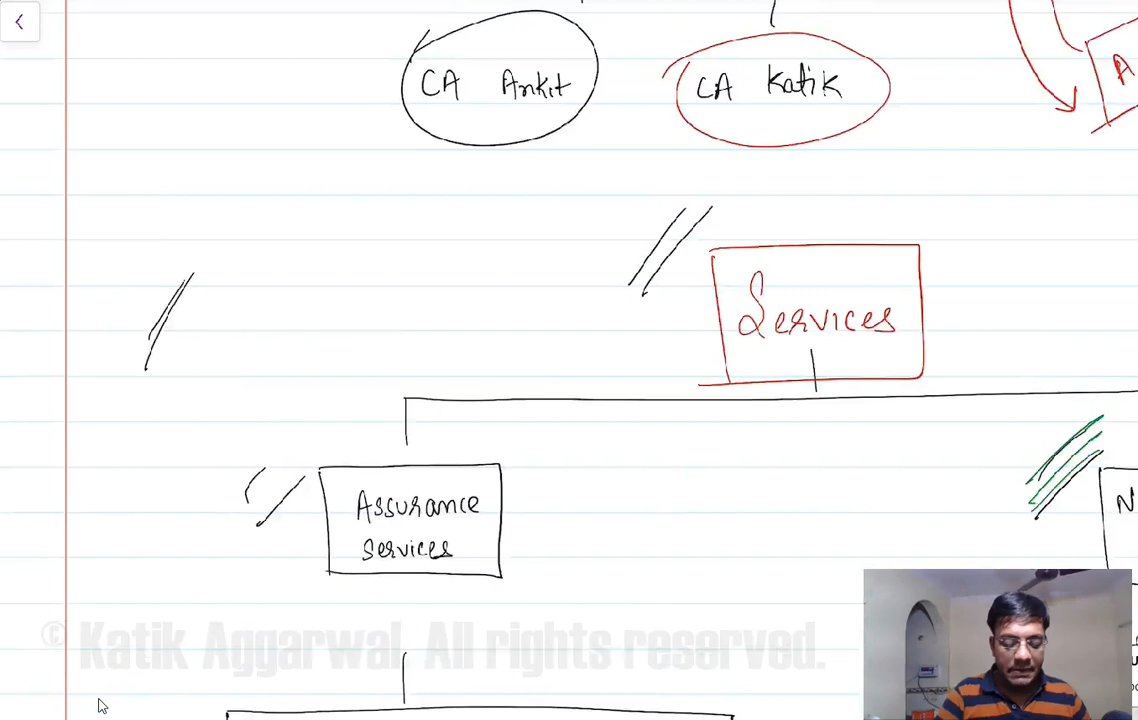 CA Ankit
CA Katik
A
Services
Assurance
Services
N
© Katik Aggarwal. All rights reserved.